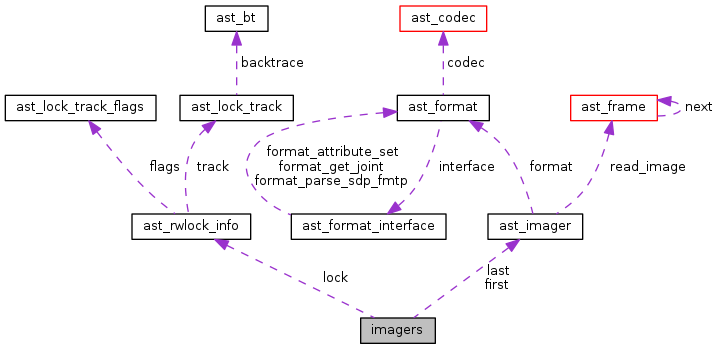 ast_bt
ast_codec
backtrace
codec
ast_lock_track_flags
ast_lock_track
ast_format
ast_frame
next
format_attribute_set
format_get_joint
format_parse_sdp_fmtp
flags
track
interface
format
read_image
ast_rwlock_info
ast_format_interface
ast_imager
lock
last
first
imagers